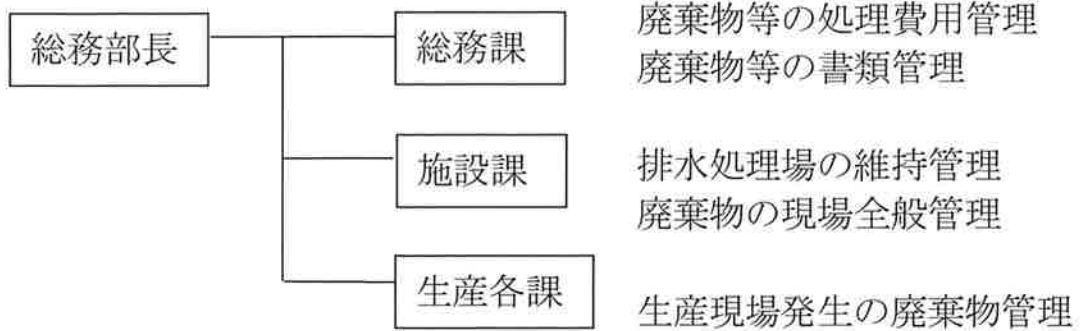 総務部長
総務課
廃棄物等の処理費用管理
廃棄物等の書類管理
施設課
排水処理場の維持管理
廃棄物の現場全般管理
生産各課
生産現場発生の廃棄物管理